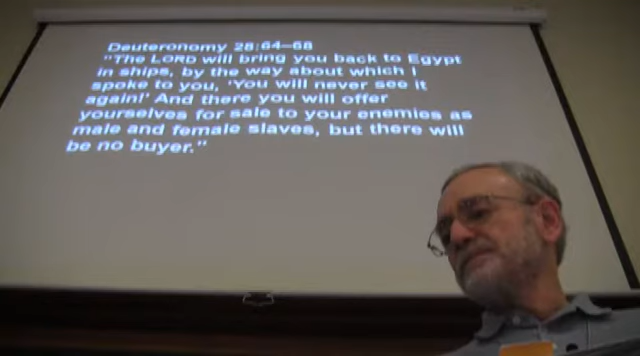 Deuteronomy 28:64–68
"The LORD will bring you back to Egypt
in ships, by the way about which I
spoke to you, 'You will never see it
again!' And there you will offer
yourselves for sale to your enemies as
male and female slaves, but there will
be no buyer."